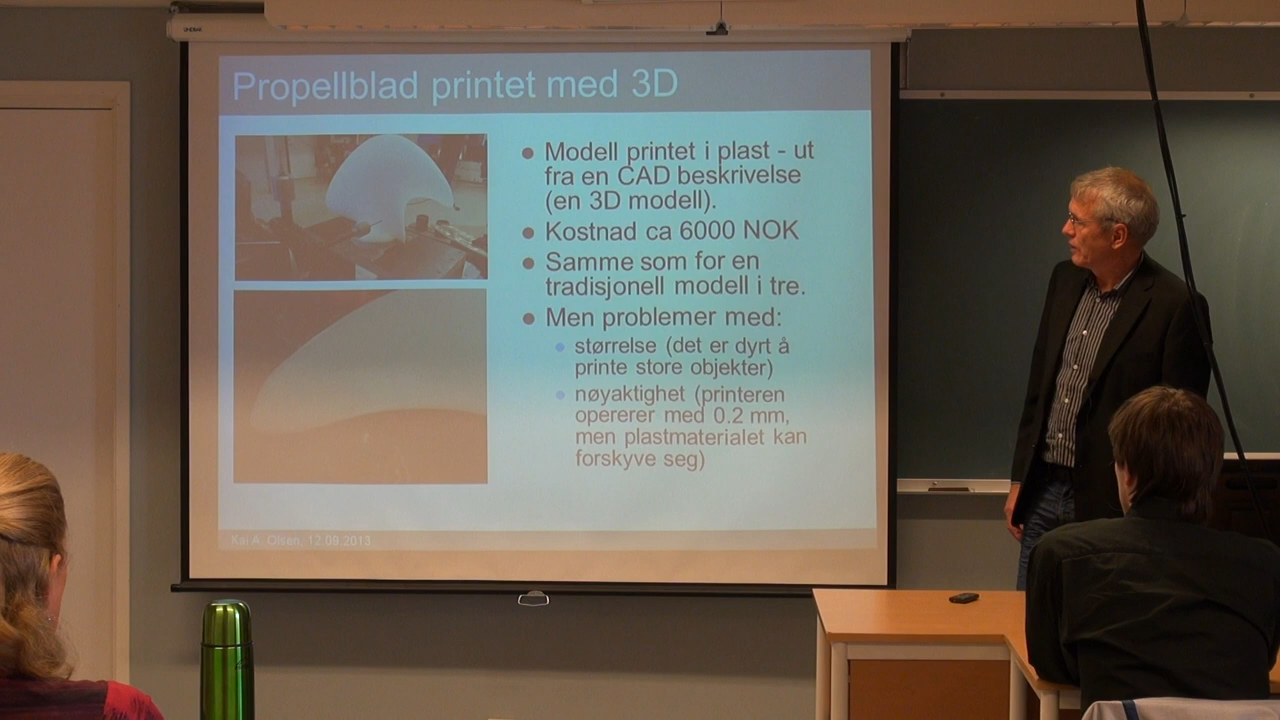 Propellblad printet med 3D
● Modell printet i plast - ut
fra en CAD beskrivelse
(en 3D modell).
● Kostnad ca 6000 NOK
● Samme som for en
tradisjonell modell i tre.
● Men problemer med:
● størrelse (det er dyrt å
printe store objekter)
● nøyaktighet (printeren
opererer med 0.2 mm,
men plastmaterialet kan
forskyve seg)
Kai A. Olsen, 12.09.2013